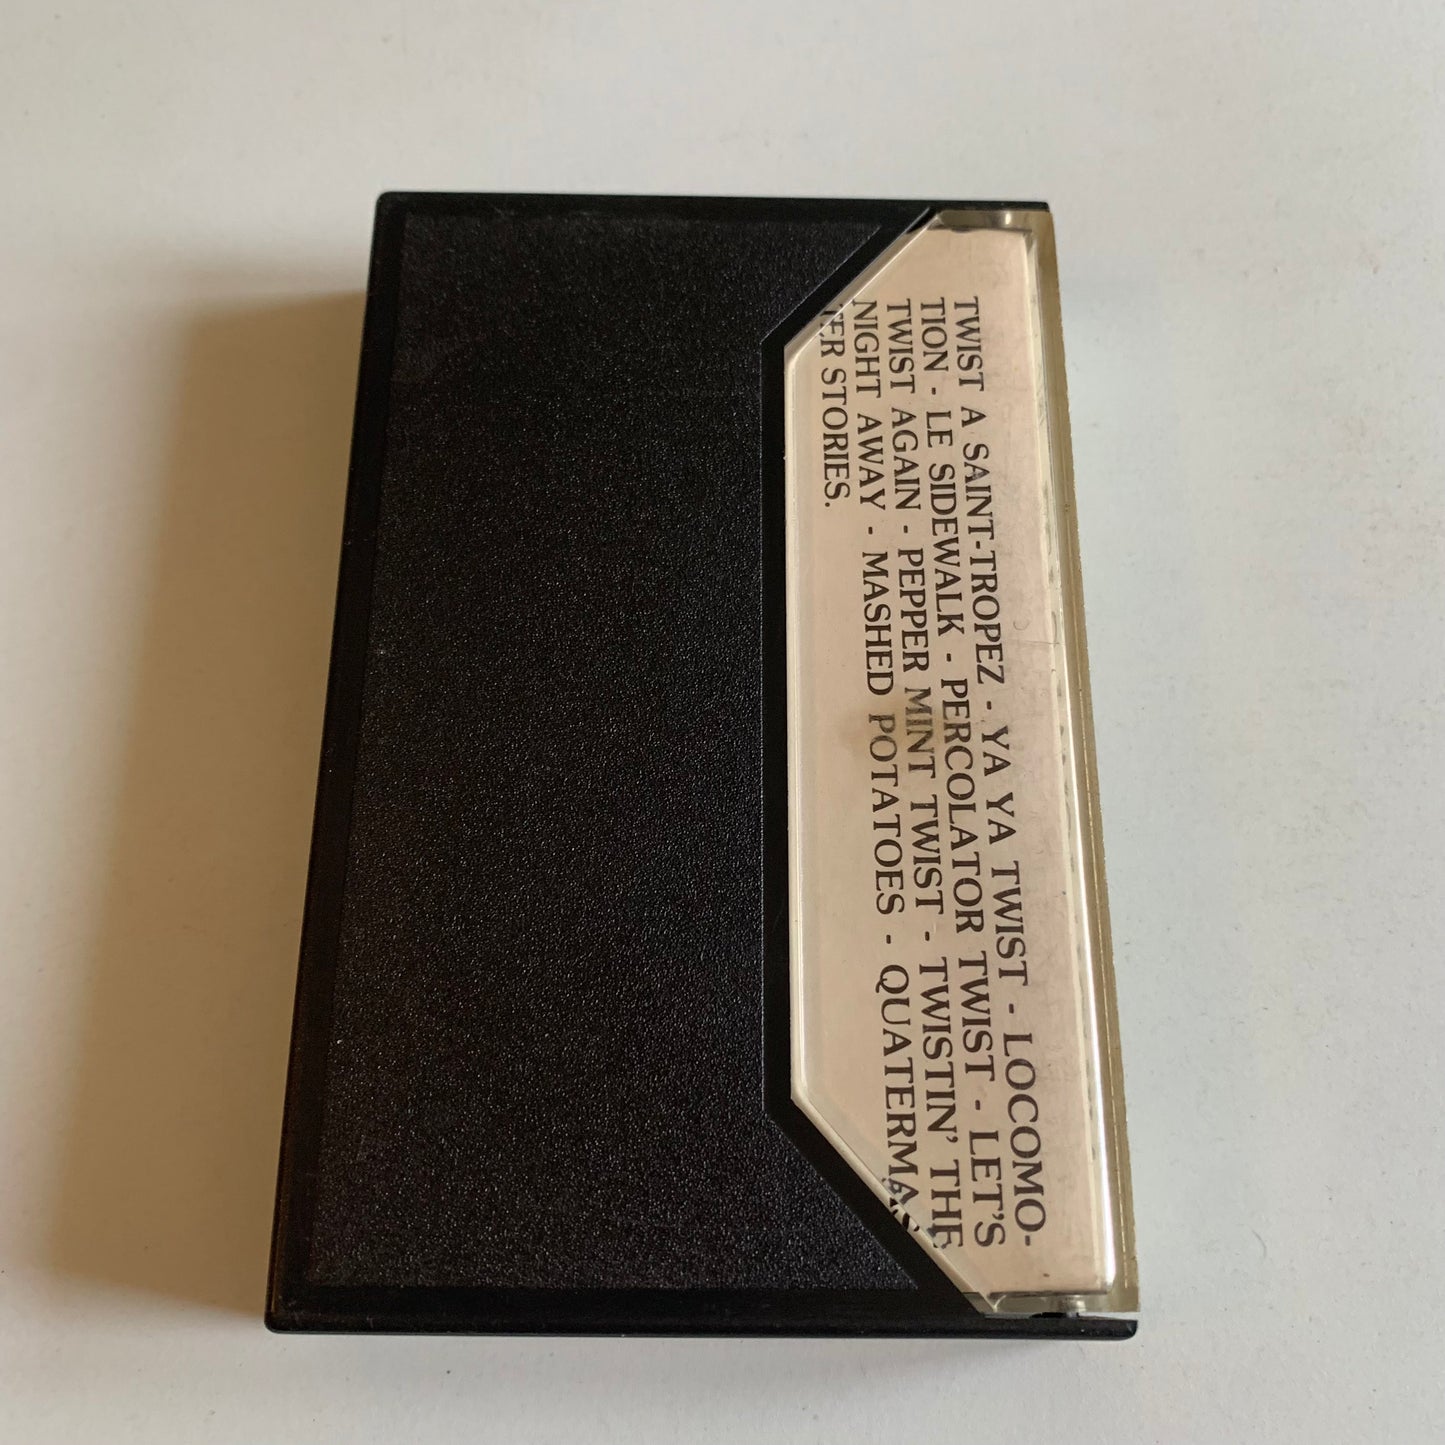 TWIST A SAINT-TROPEZ - YA YA TWIST - LOCOMO-
TION - LE SIDEWALK - PERCOLATOR TWIST - LET'S
TWIST AGAIN - PEPPER MINT TWIST - TWISTIN' THE
NIGHT AWAY - MASHED POTATOES - QUATERMAS
TER STORIES.